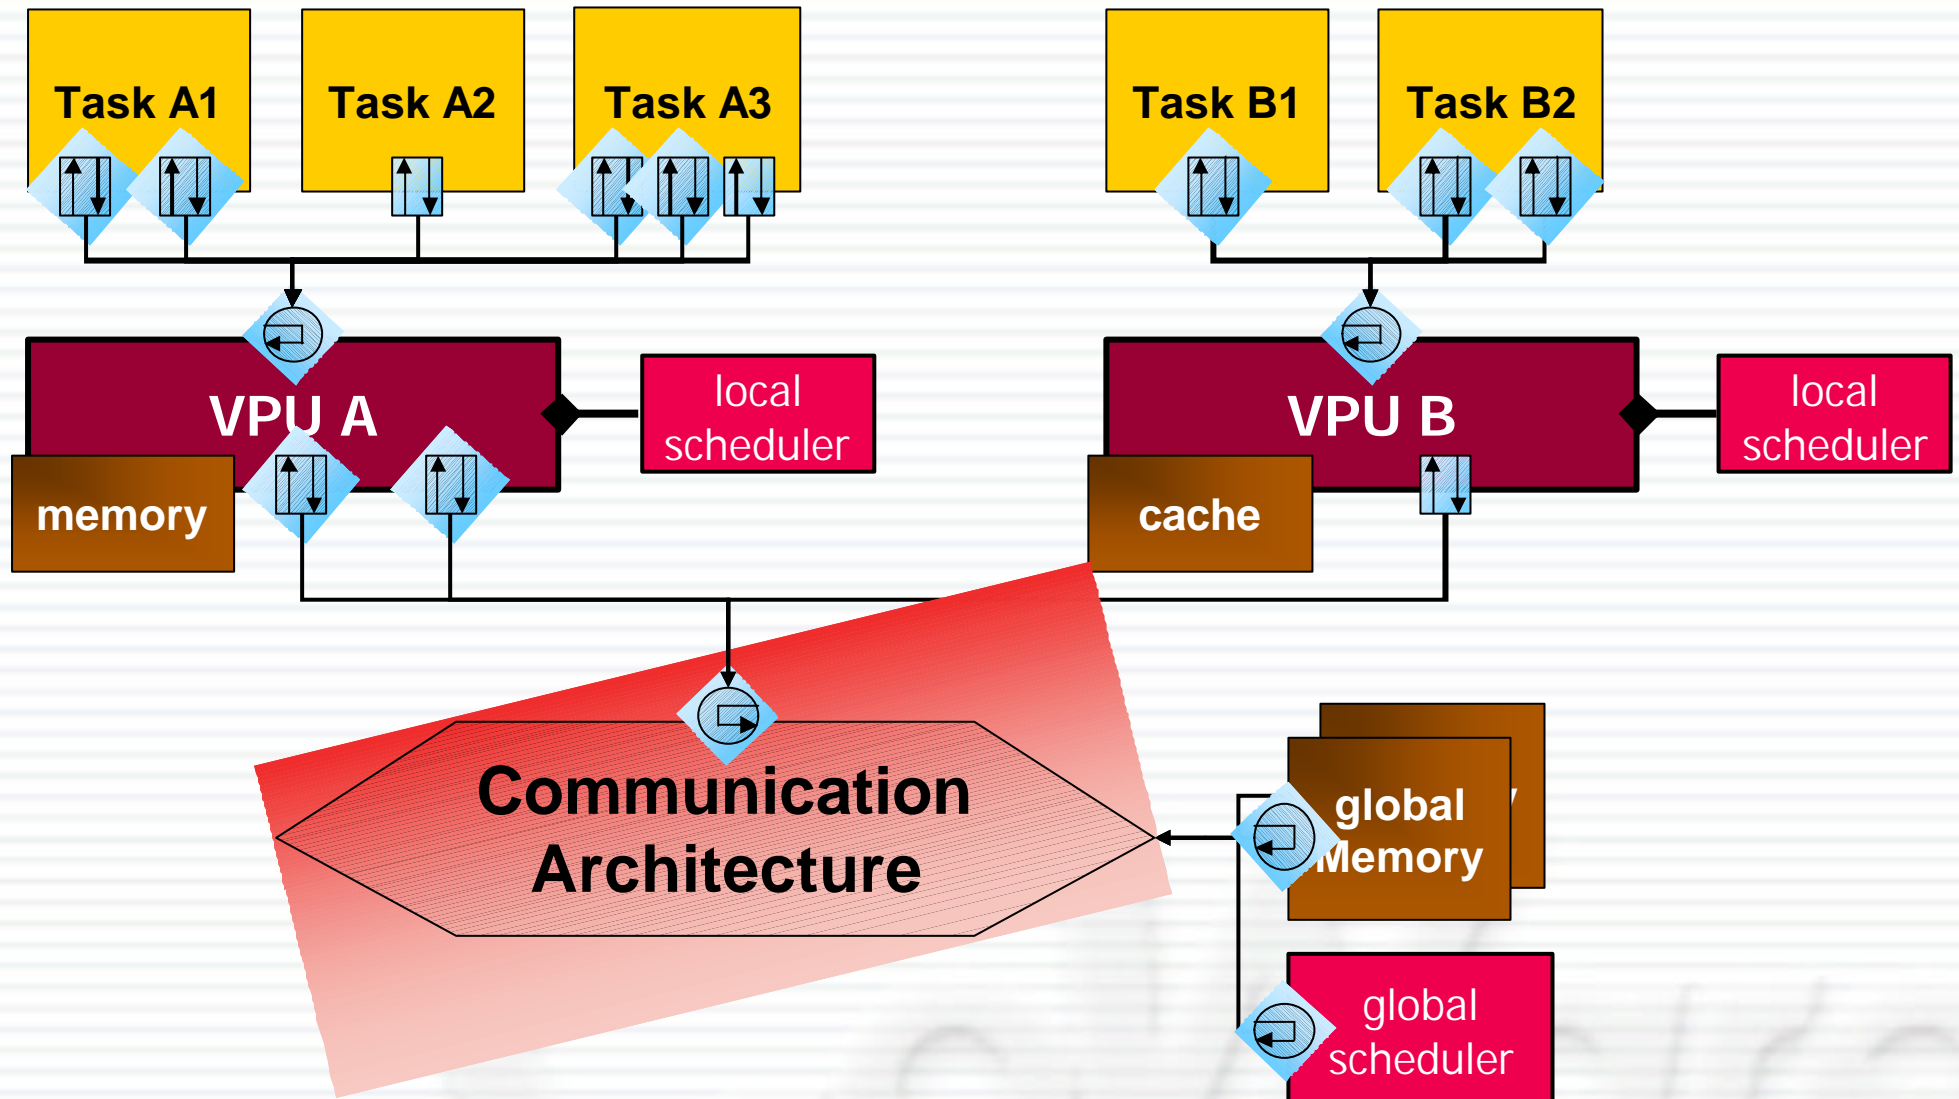 Task A1
Task A2
Task A3
Task B1
Task B2
VPU A
local
scheduler
VPU B
local
scheduler
memory
cache
Communication
Architecture
global
Memory
global
scheduler